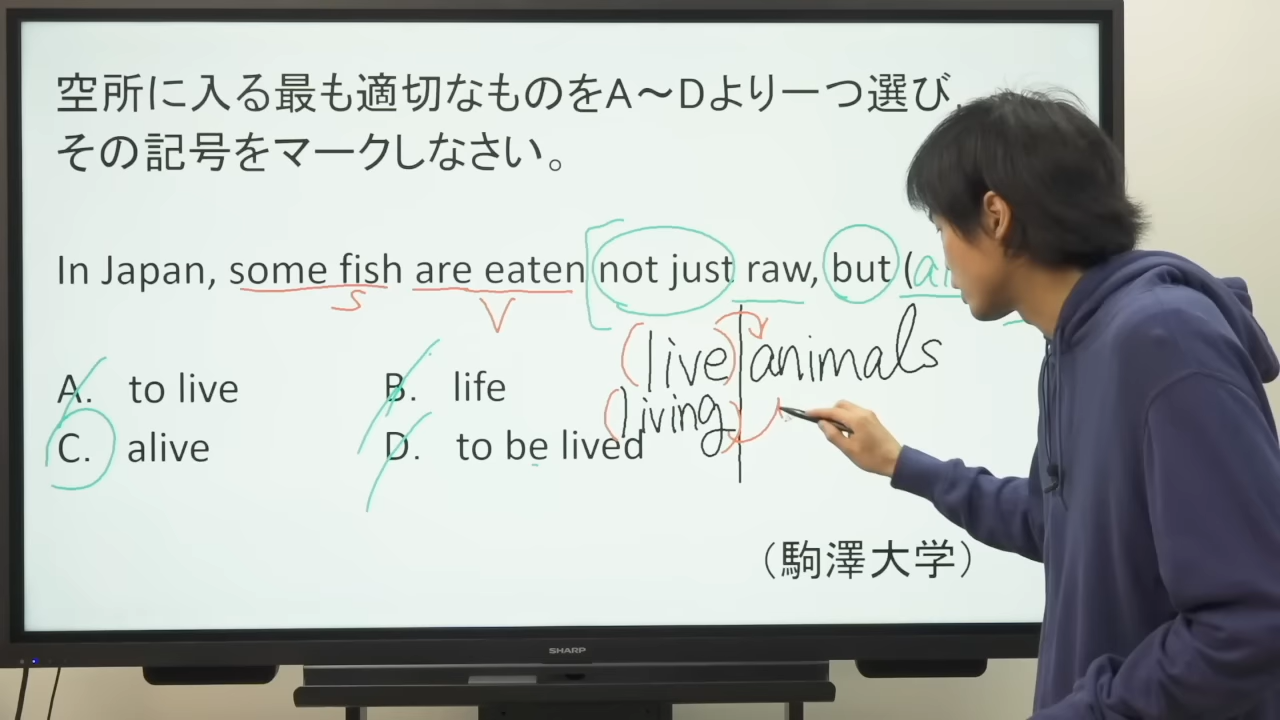 空所に入る最も適切なものをA～Dより一つ選び,
その記号をマークしなさい。
In Japan, some fish are eaten not just raw, but (
S
V
(live) animals
(living)
A. to live
B. life
C. alive
D. to be lived
（駒澤大学）
SHARP